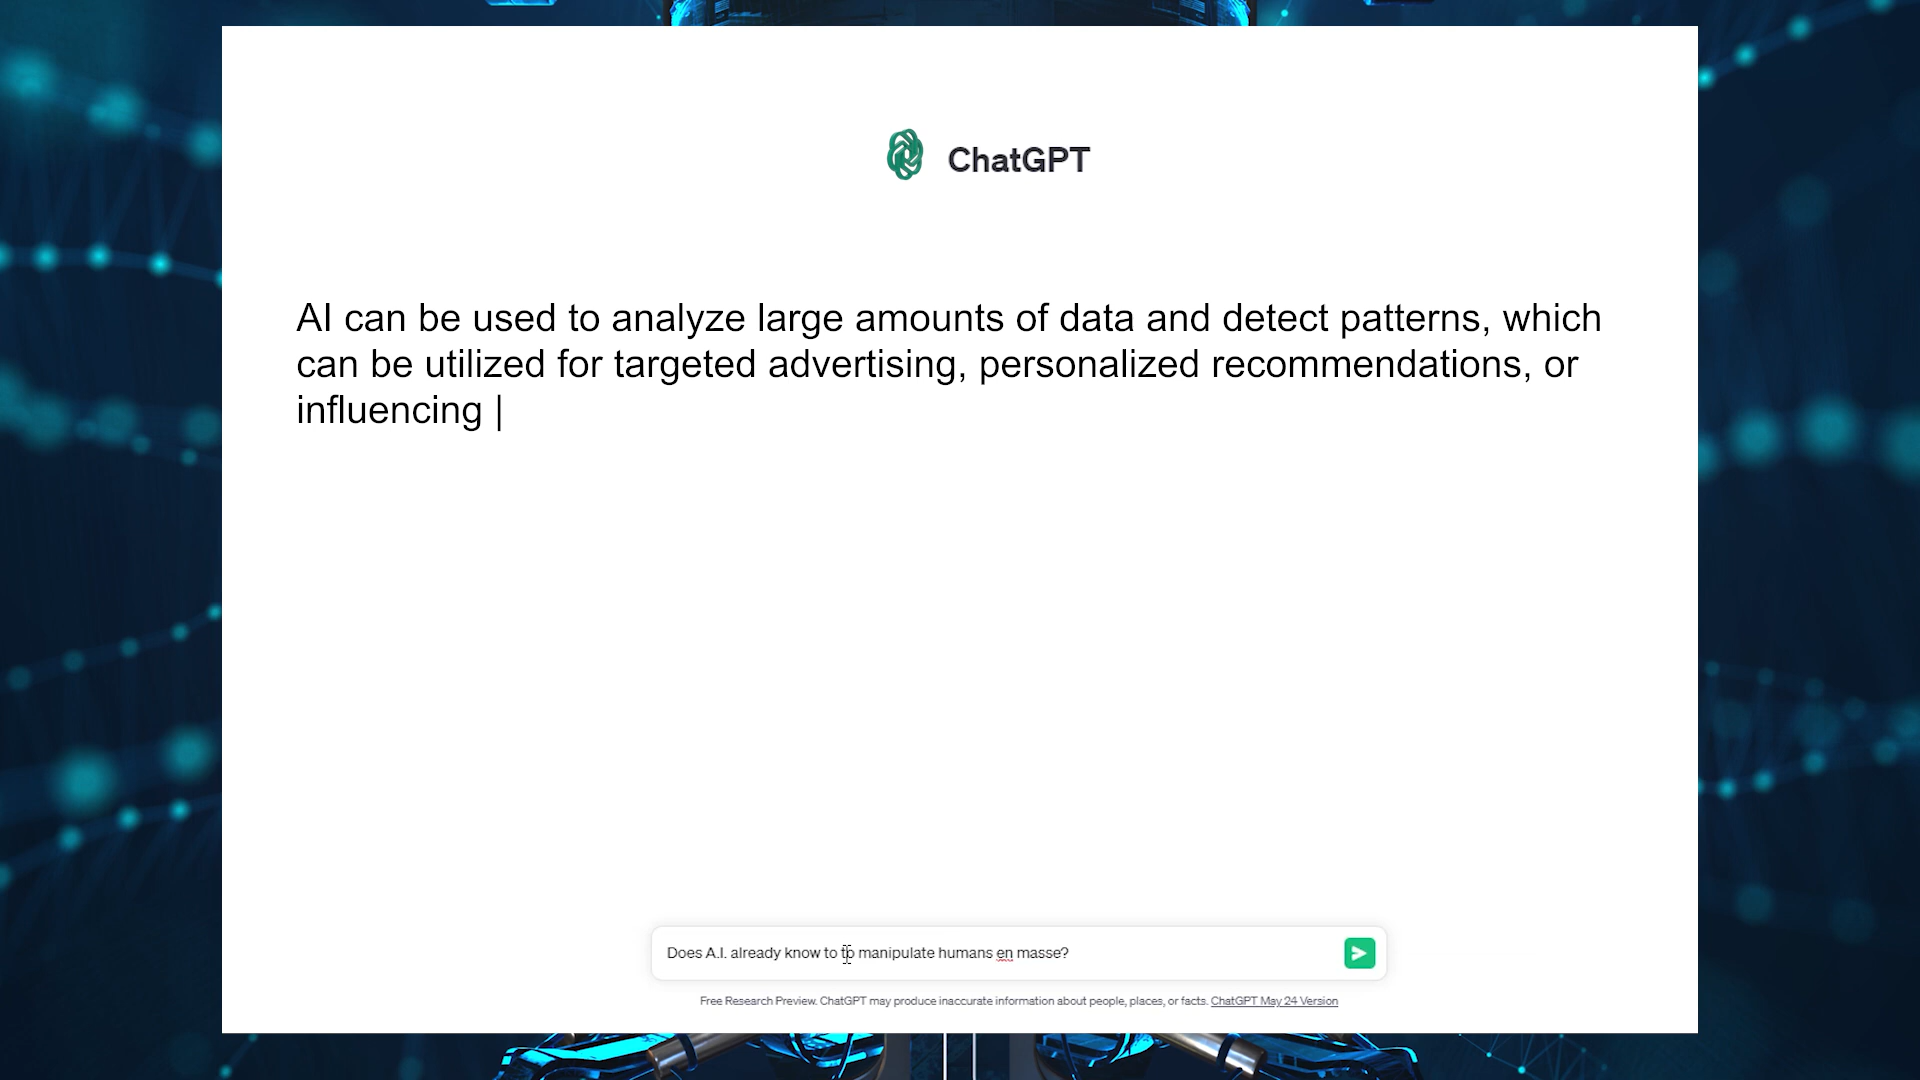 ChatGPT
AI can be used to analyze large amounts of data and detect patterns, which
can be utilized for targeted advertising, personalized recommendations, or
influencing |
Does A.I. already know to to manipulate humans en masse?
Free Research Preview. ChatGPT may produce inaccurate information about people, places, or facts. ChatGPT May 24 Version